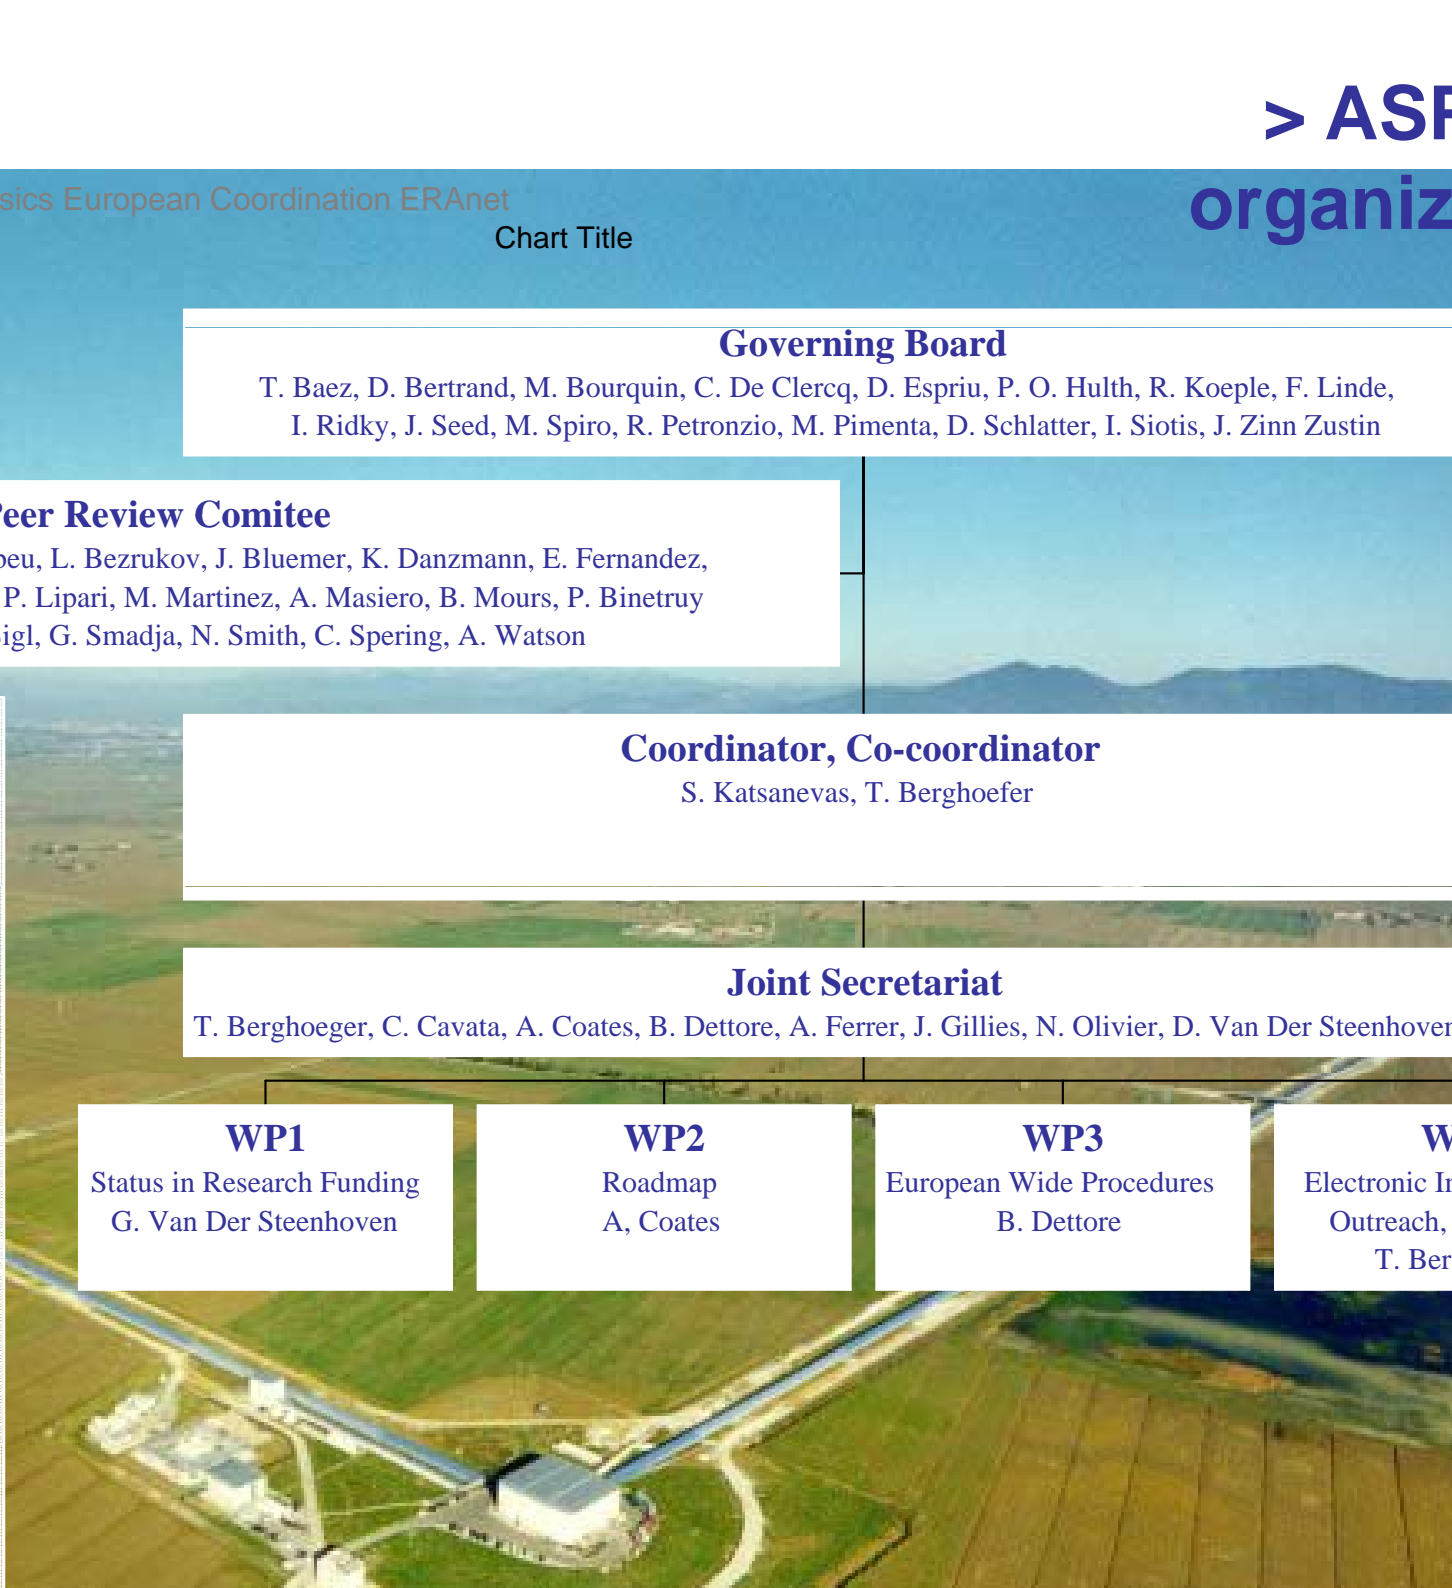 > ASP
organiz
sics European Coordination ERAnet
Chart Title
Governing Board
T. Baez, D. Bertrand, M. Bourquin, C. De Clercq, D. Espriu, P. O. Hulth, R. Koeple, F. Linde,
I. Ridky, J. Seed, M. Spiro, R. Petronzio, M. Pimenta, D. Schlatter, I. Siotis, J. Zinn Zustin
Peer Review Comitee
beu, L. Bezrukov, J. Bluemer, K. Danzmann, E. Fernandez,
P. Lipari, M. Martinez, A. Masiero, B. Mours, P. Binetruy
igl, G. Smadja, N. Smith, C. Spering, A. Watson
Coordinator, Co-coordinator
S. Katsanevas, T. Berghoefer
Joint Secretariat
T. Berghoeger, C. Cavata, A. Coates, B. Dettore, A. Ferrer, J. Gillies, N. Olivier, D. Van Der Steenhoven
WP1
Status in Research Funding
G. Van Der Steenhoven
WP2
Roadmap
A, Coates
WP3
European Wide Procedures
B. Dettore
W
Electronic In
Outreach,
T. Ber